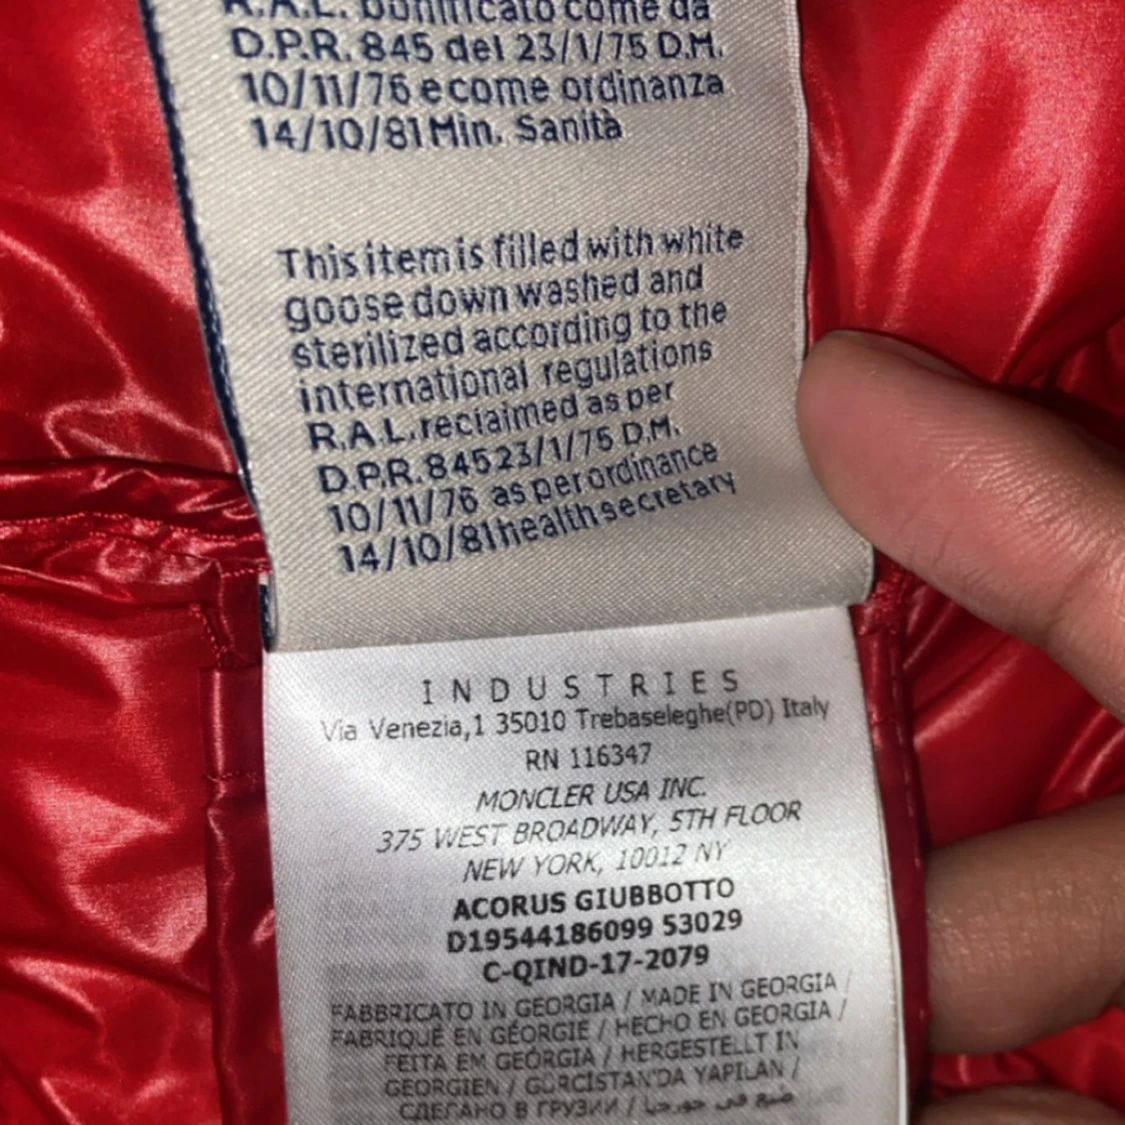 R.A.L. bonificato come da
D.P.R. 845 del 23/1/75 D.M.
10/11/76 e come ordinanza
14/10/81 Min. Sanità
This item is filled with white
goose down washed and
sterilized according to the
international regulations
R.A.L. reclaimed as per
D.P.R. 845 23/1/75 D.M.
10/11/76 as per ordinance
14/10/81 health secretary
INDUSTRIES
Via Venezia,1 35010 Trebaseleghe(PD) Italy
RN 116347
MONCLER USA INC.
375 WEST BROADWAY, 5TH FLOOR
NEW YORK, 10012 NY
ACORUS GIUBBOTTO
D19544186099 53029
C-QIND-17-2079
FABBRICATO IN GEORGIA / MADE IN GEORGIA /
FABRIQUÉ EN GÉORGIE / HECHO EN GEORGIA /
FEITA EM GEÓRGIA / HERGESTELLT IN
GEORGIEN / GÜRCİSTAN'DA YAPILAN /
СДЕЛАНО В ГРУЗИИ / صنع في جورجيا